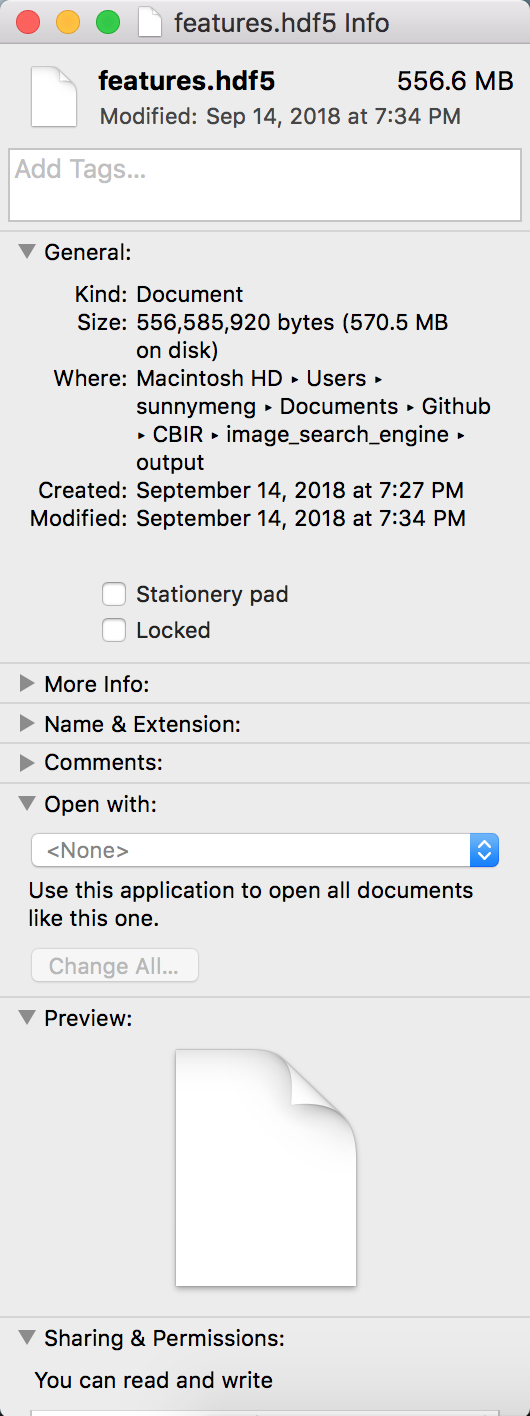 features.hdf5 Info
features.hdf5 556.6 MB
Modified: Sep 14, 2018 at 7:34 PM
Add Tags...
General:
Kind: Document
Size: 556,585,920 bytes (570.5 MB
on disk)
Where: Macintosh HD ▸ Users ▸
sunnymeng ▸ Documents ▸ Github
▸ CBIR ▸ image_search_engine ▸
output
Created: September 14, 2018 at 7:27 PM
Modified: September 14, 2018 at 7:34 PM
Stationery pad
Locked
More Info:
Name & Extension:
Comments:
Open with:
<None>
Use this application to open all documents
like this one.
Change All...
Preview:
Sharing & Permissions:
You can read and write